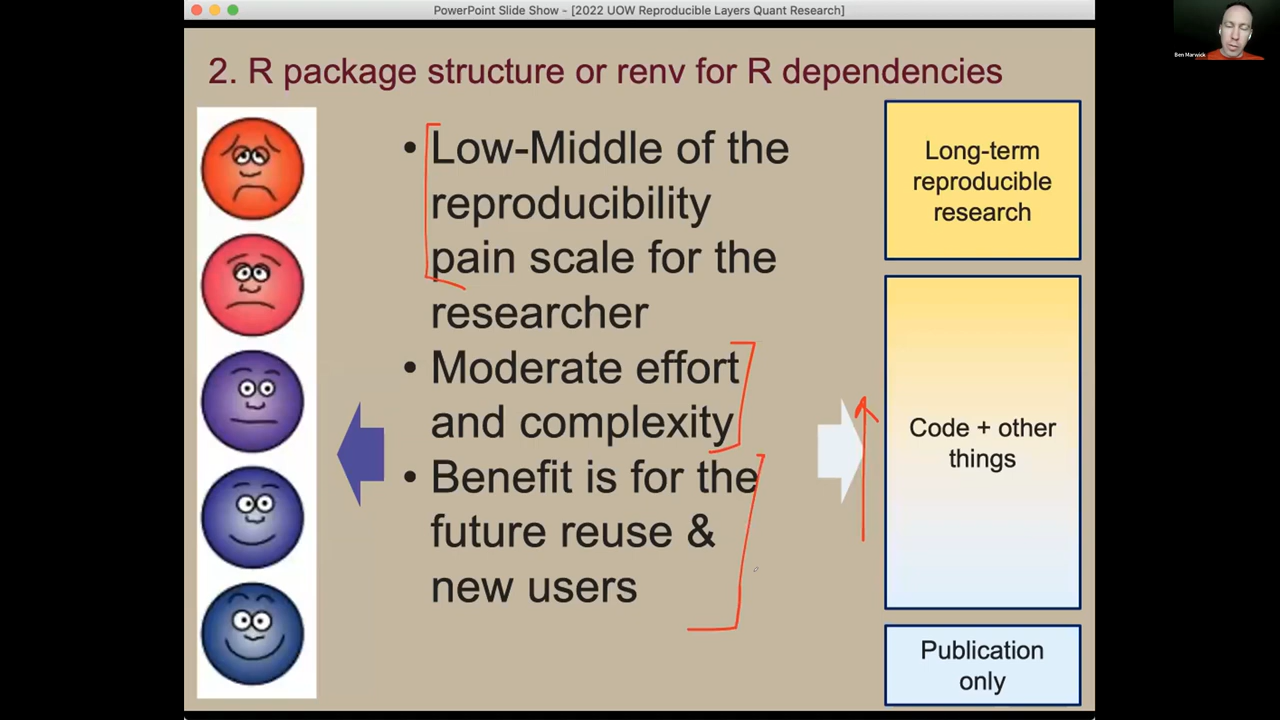 PowerPoint Slide Show - [2022 UOW Reproducible Layers Quant Research]
Ben Marwick
2. R package structure or renv for R dependencies
• Low-Middle of the
reproducibility
pain scale for the
researcher
• Moderate effort
and complexity
• Benefit is for the
future reuse &
new users
Long-term
reproducible
research
Code + other
things
Publication
only